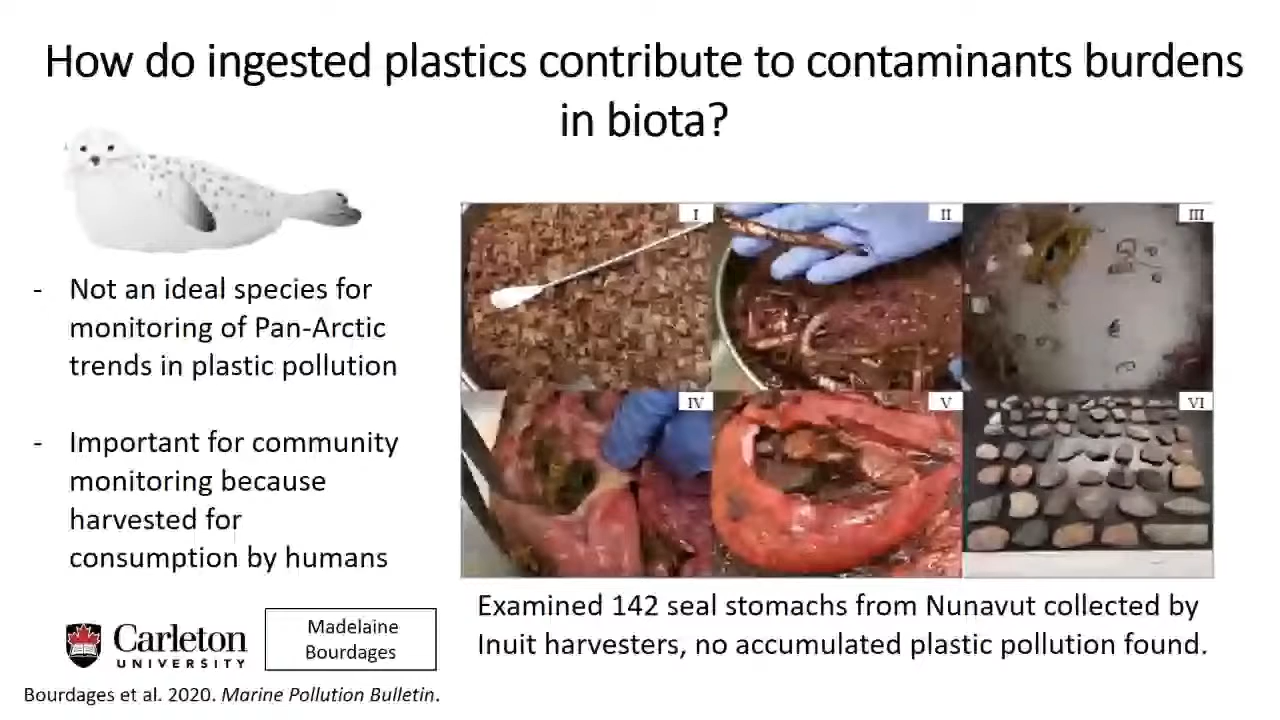 How do ingested plastics contribute to contaminants burdens
in biota?
- Not an ideal species for
monitoring of Pan-Arctic
trends in plastic pollution
- Important for community
monitoring because
harvested for
consumption by humans
I
II
III
IV
V
VI
Examined 142 seal stomachs from Nunavut collected by
Inuit harvesters, no accumulated plastic pollution found.
Carleton
UNIVERSITY
Madelaine
Bourdages
Bourdages et al. 2020. Marine Pollution Bulletin.